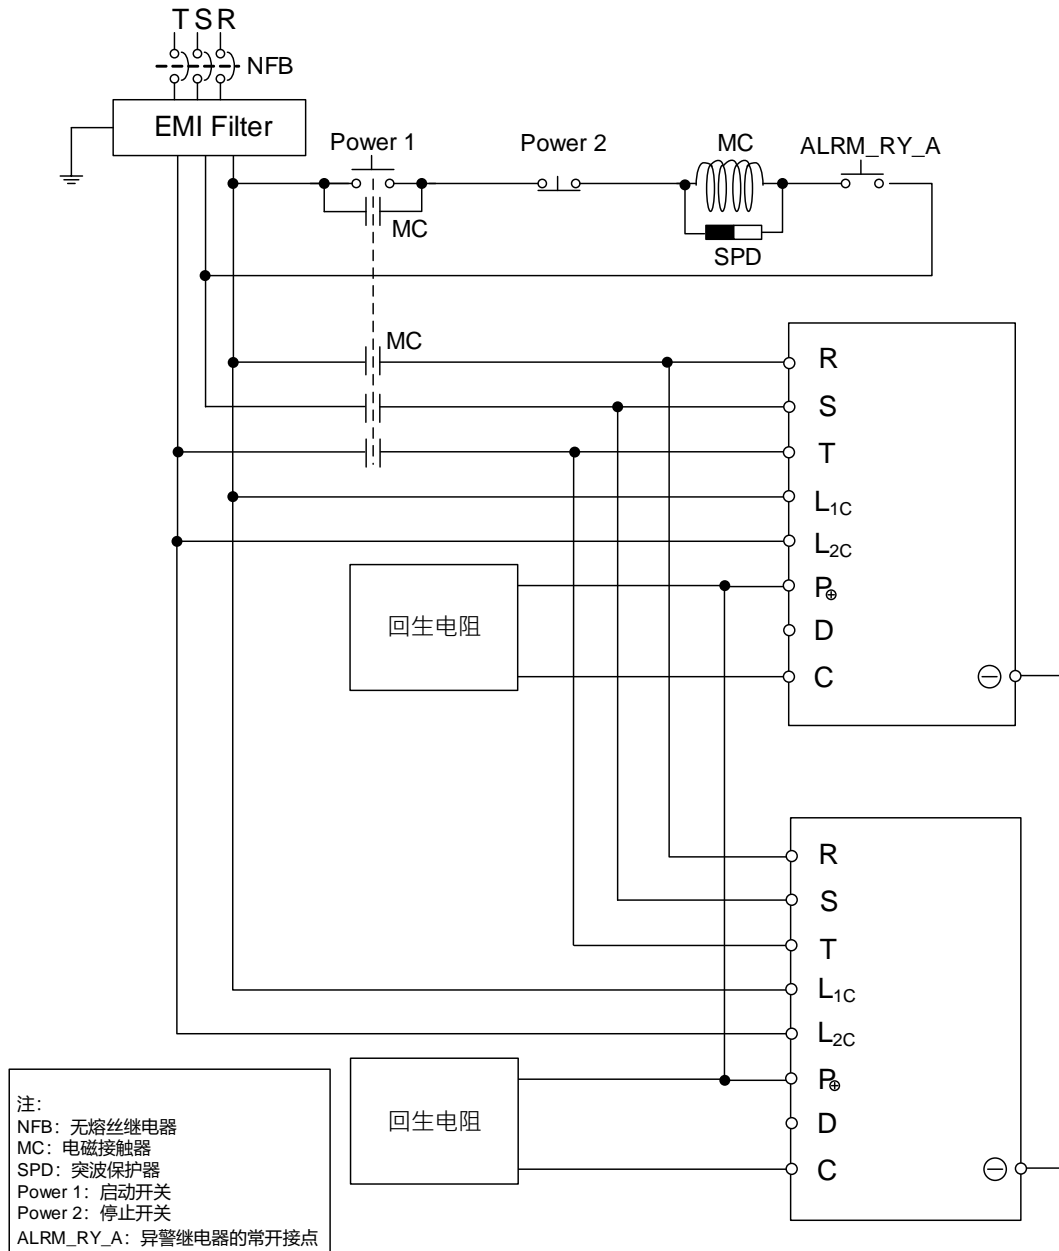 T S R
NFB
EMI Filter
Power 1
Power 2
MC
ALRM_RY_A
MC
SPD
MC
R
S
T
L1C
L2C
P⊕
D
C
⊖
回生电阻
R
S
T
L1C
L2C
P⊕
D
C
⊖
回生电阻
注：
NFB：无熔丝继电器
MC：电磁接触器
SPD：突波保护器
Power 1：启动开关
Power 2：停止开关
ALRM_RY_A：异警继电器的常开接点